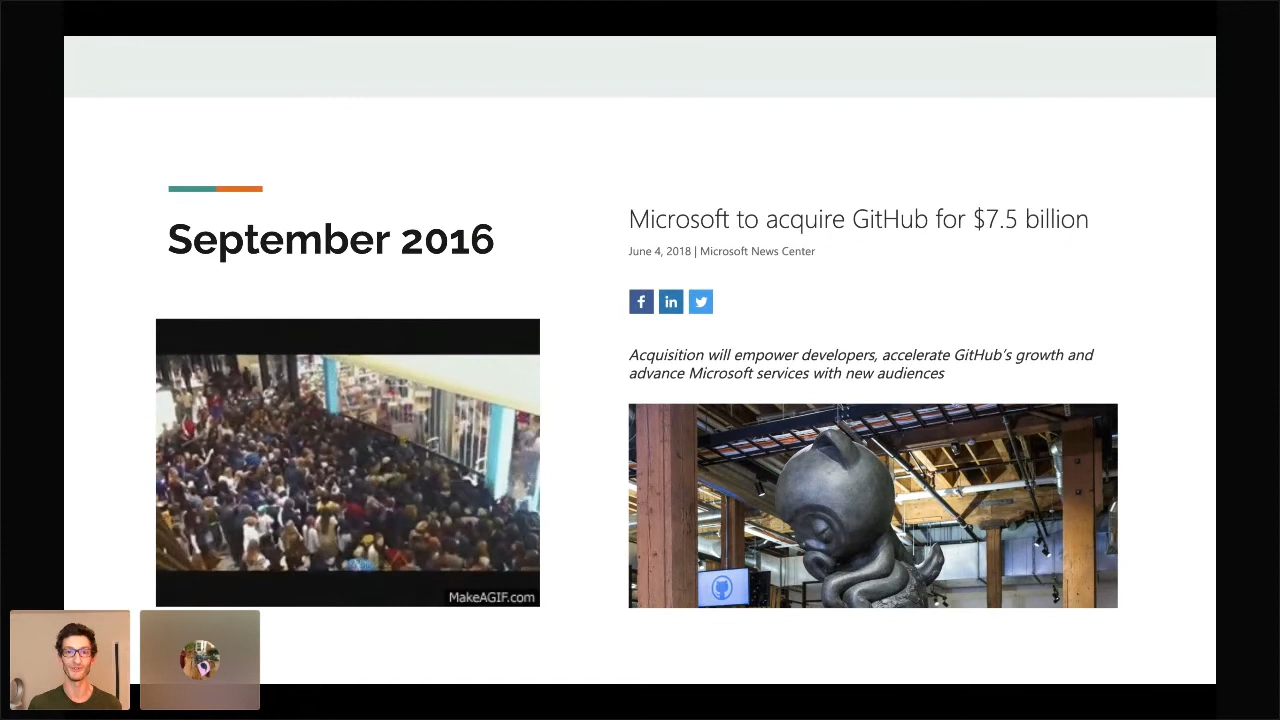 September 2016
MakeAGIF.com
Microsoft to acquire GitHub for $7.5 billion
June 4, 2018 | Microsoft News Center
f
in
Acquisition will empower developers, accelerate GitHub's growth and
advance Microsoft services with new audiences